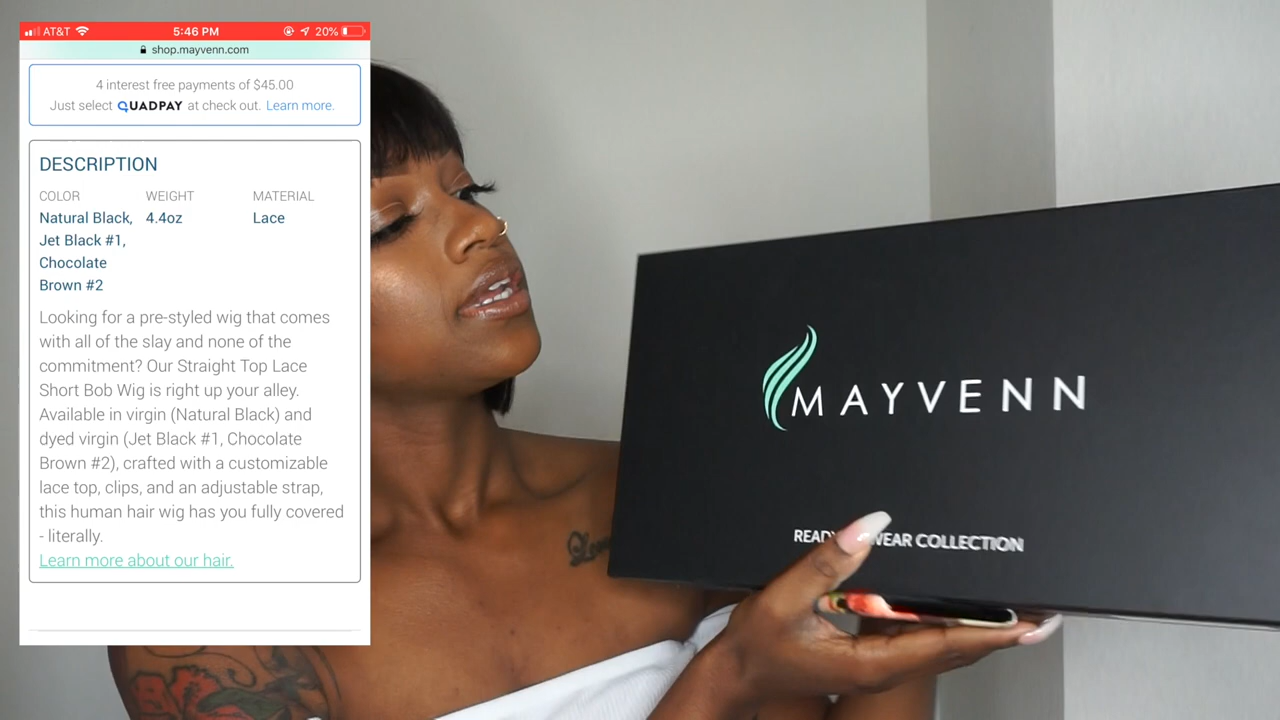 AT&T 5:46 PM 20%
shop.mayvenn.com
4 interest free payments of $45.00
Just select QUADPAY at check out. Learn more.
DESCRIPTION
COLOR WEIGHT MATERIAL
Natural Black, 4.4oz Lace
Jet Black #1,
Chocolate
Brown #2
Looking for a pre-styled wig that comes
with all of the slay and none of the
commitment? Our Straight Top Lace
Short Bob Wig is right up your alley.
Available in virgin (Natural Black) and
dyed virgin (Jet Black #1, Chocolate
Brown #2), crafted with a customizable
lace top, clips, and an adjustable strap,
this human hair wig has you fully covered
- literally.
Learn more about our hair.
MAYVENN
COLLECTION